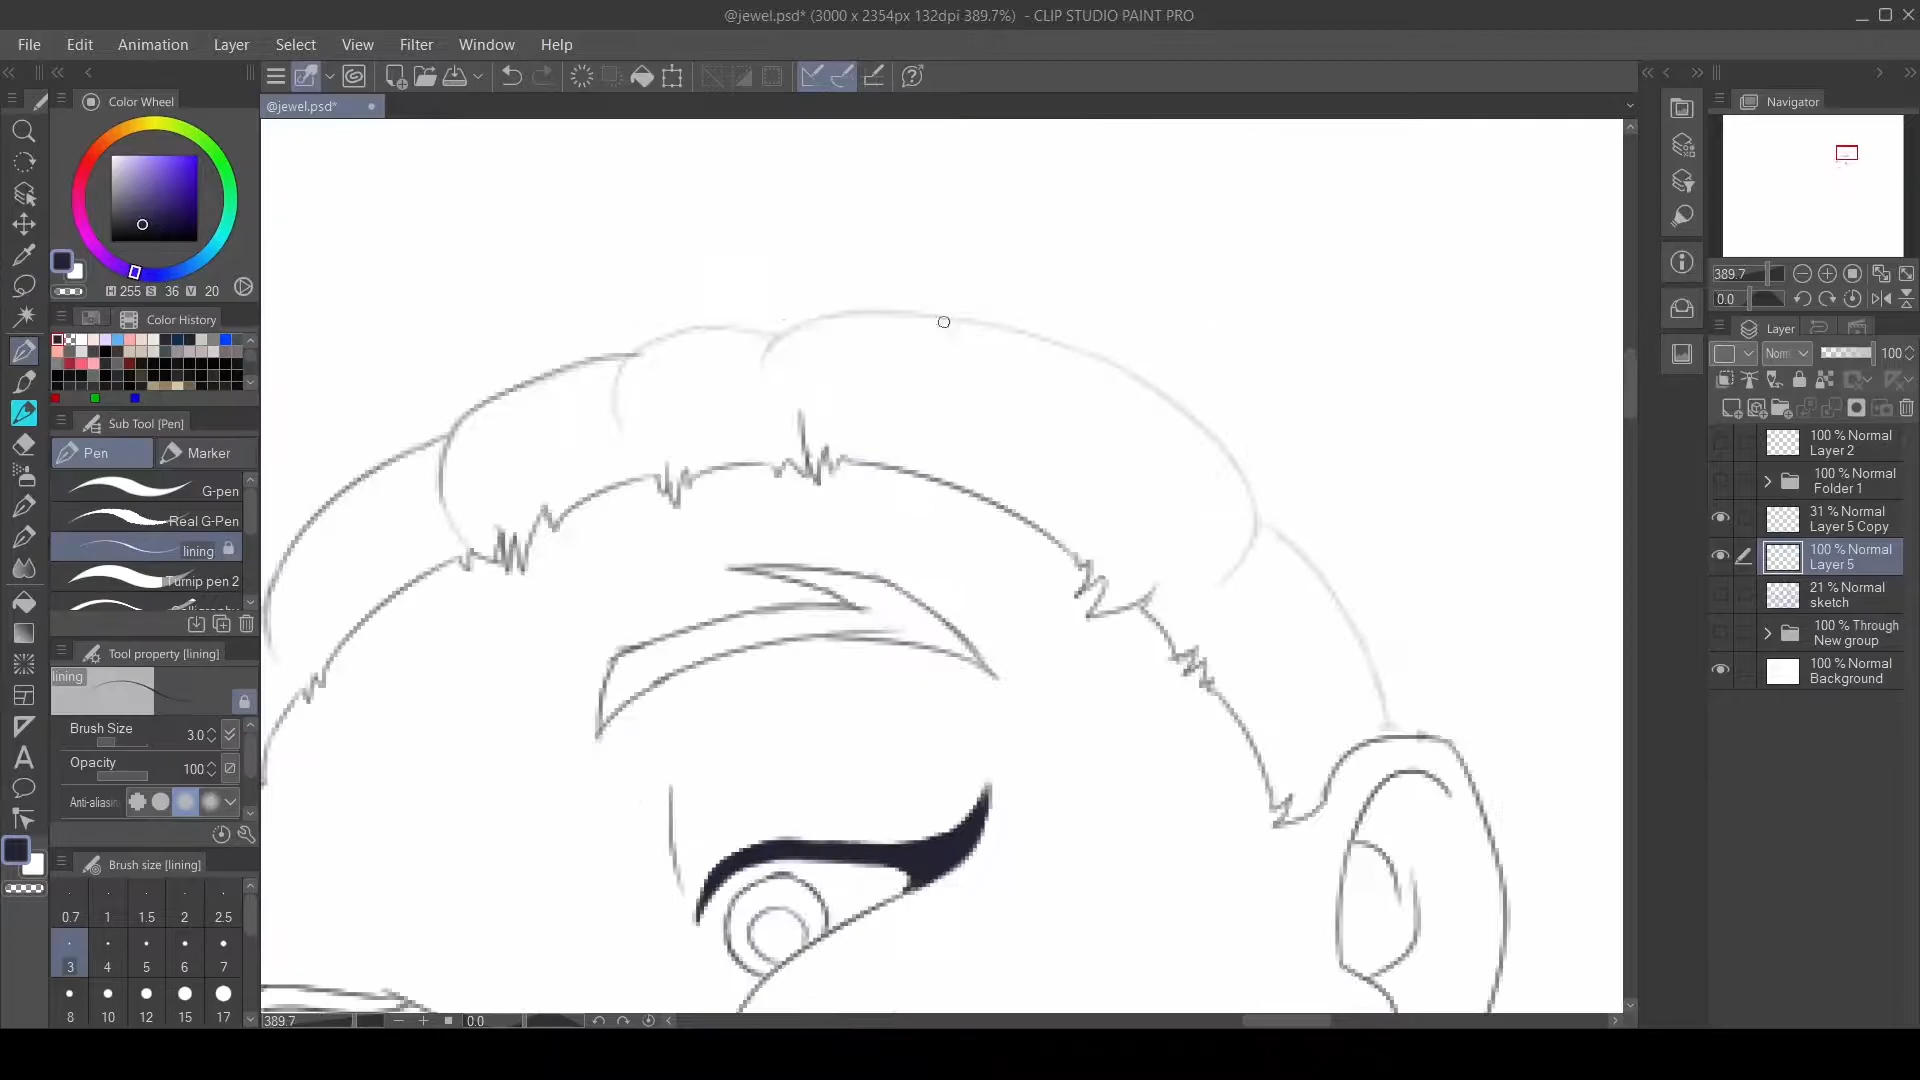 @jewel.psd* (3000 x 2354px 132dpi 389.7%)  - CLIP STUDIO PAINT PRO
File Edit Animation Layer Select View Filter Window Help
Color Wheel
@jewel.psd*
Navigator
H 255 S 36 V 20
389.7
0.0
Color History
Layer
Norm 100
Sub Tool [Pen]
Pen Marker
G-pen
Real G-Pen
lining
Turnip pen 2
100 % Normal
Layer 2
100 % Normal
Folder 1
31 % Normal
Layer 5 Copy
100 % Normal
Layer 5
21 % Normal
sketch
100 % Through
New group
100 % Normal
Background
Tool property [lining]
lining
Brush Size 3.0
Opacity 100
Anti-aliasin
Brush size [lining]
0.7 1 1.5 2 2.5
3 4 5 6 7
8 10 12 15 17
389.7 0.0